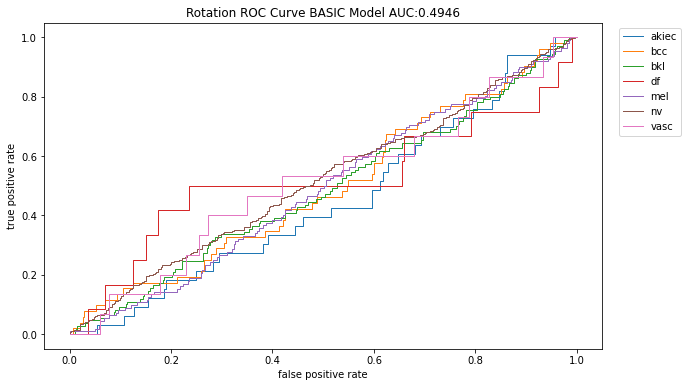 Rotation ROC Curve BASIC Model AUC:0.4946
1.0
0.8
0.6
0.4
0.2
0.0
true positive rate
0.0 0.2 0.4 0.6 0.8 1.0
false positive rate
akiec
bcc
bkl
df
mel
nv
vasc